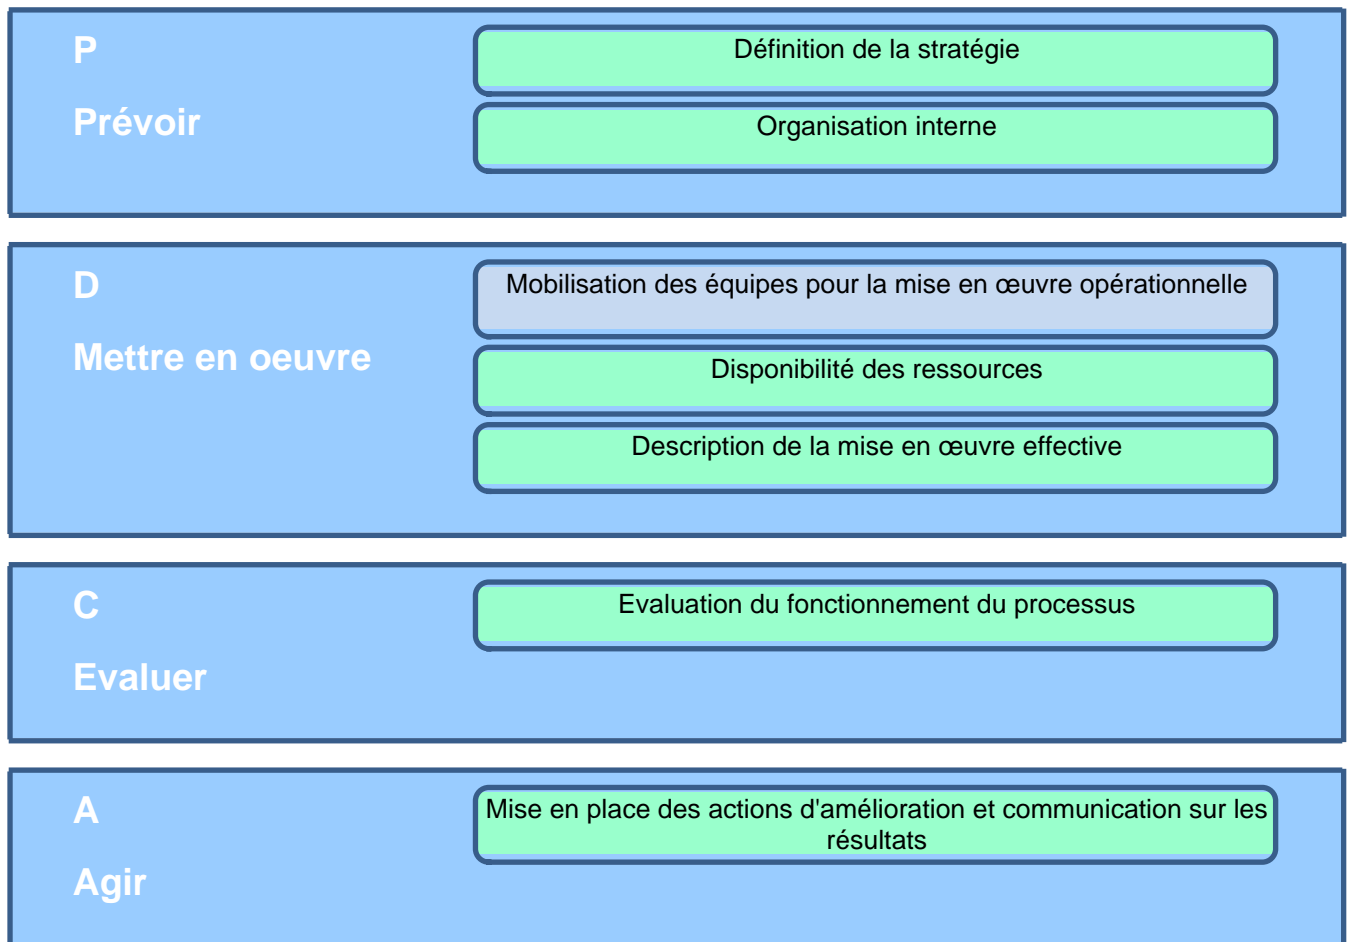 P
Prévoir
Définition de la stratégie
Organisation interne
D
Mettre en oeuvre
Mobilisation des équipes pour la mise en œuvre opérationnelle
Disponibilité des ressources
Description de la mise en œuvre effective
C
Evaluer
Evaluation du fonctionnement du processus
A
Agir
Mise en place des actions d'amélioration et communication sur les
résultats